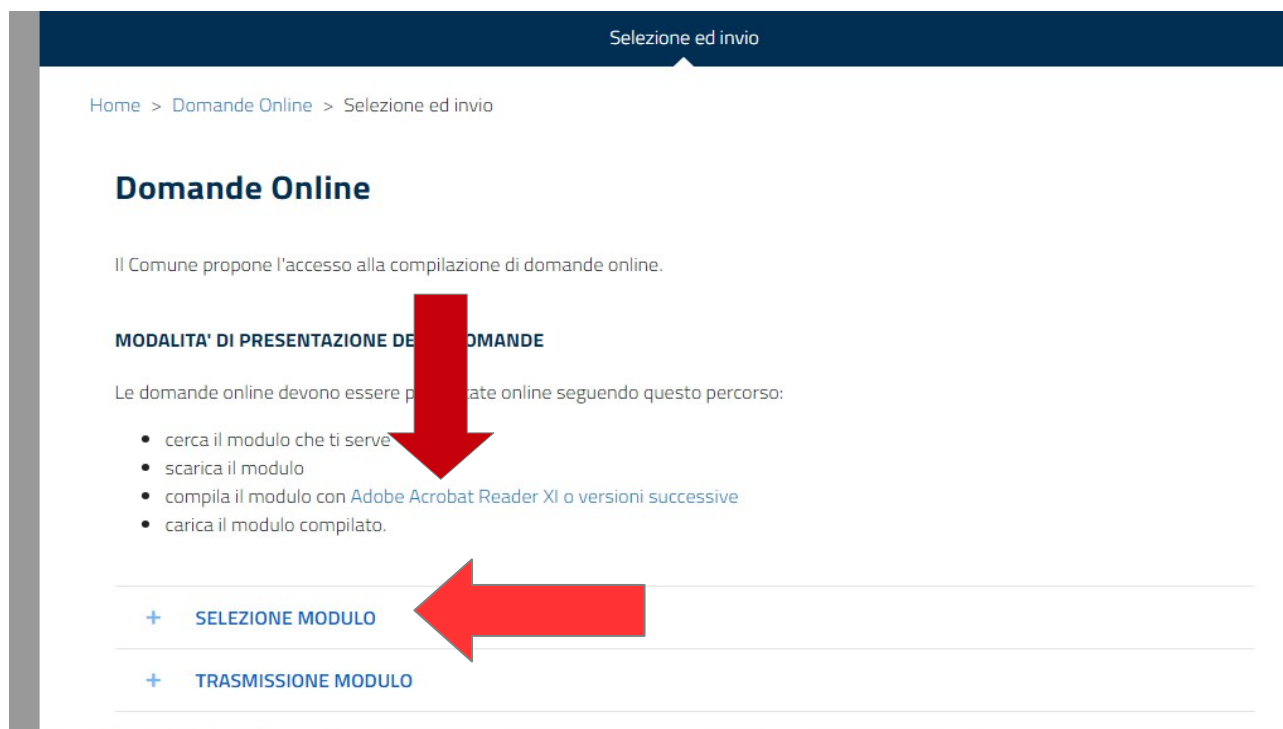 Selezione ed invio
Home > Domande Online > Selezione ed invio
Domande Online
Il Comune propone l'accesso alla compilazione di domande online.
MODALITA' DI PRESENTAZIONE
Le domande online devono essere online seguendo questo percorso:
cerca il modulo che ti serve
scarica il modulo
compila il modulo con Adobe Acrobat Reader XI o versioni successive
carica il modulo compilato.
+ SELEZIONE MODULO
+ TRASMISSIONE MODULO